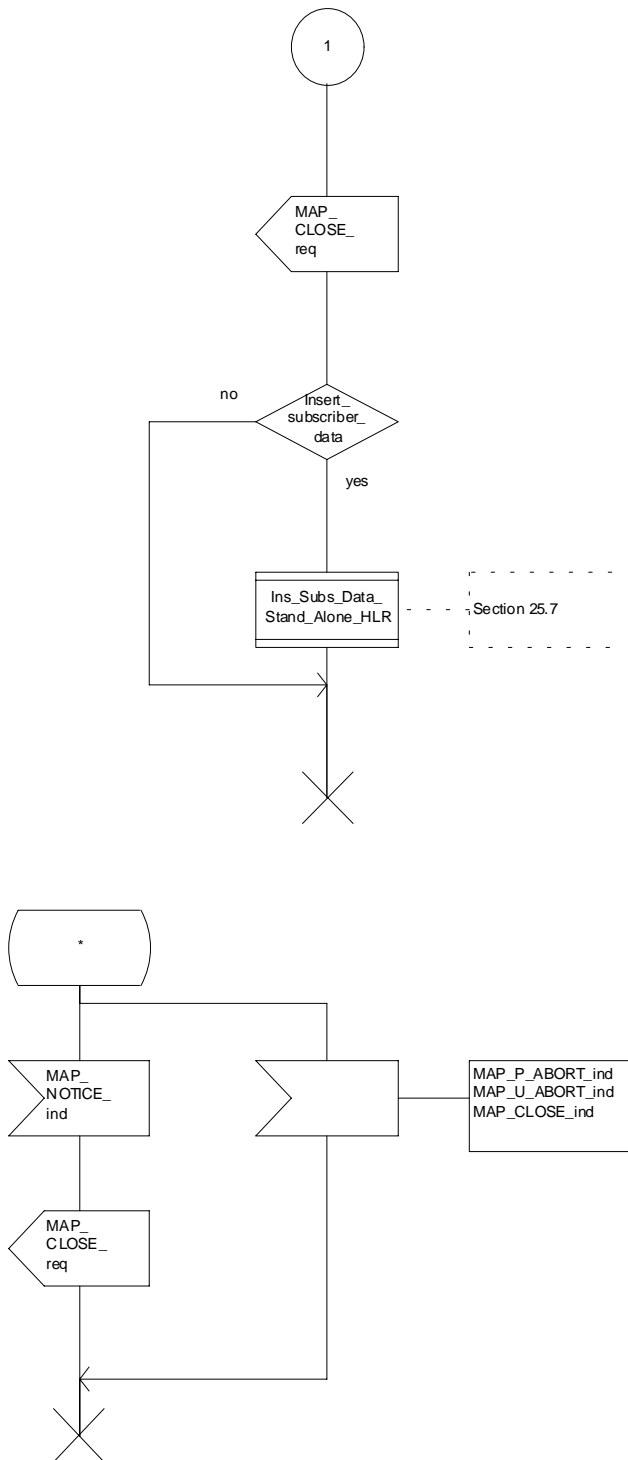 1
MAP_
CLOSE_
req
no
Insert_
subscriber_
data
yes
Ins_Subs_Data_
Stand_Alone_HLR
Section 25.7
*
MAP_
NOTICE_
ind
MAP_P_ABORT_ind
MAP_U_ABORT_ind
MAP_CLOSE_ind
MAP_
CLOSE_
req